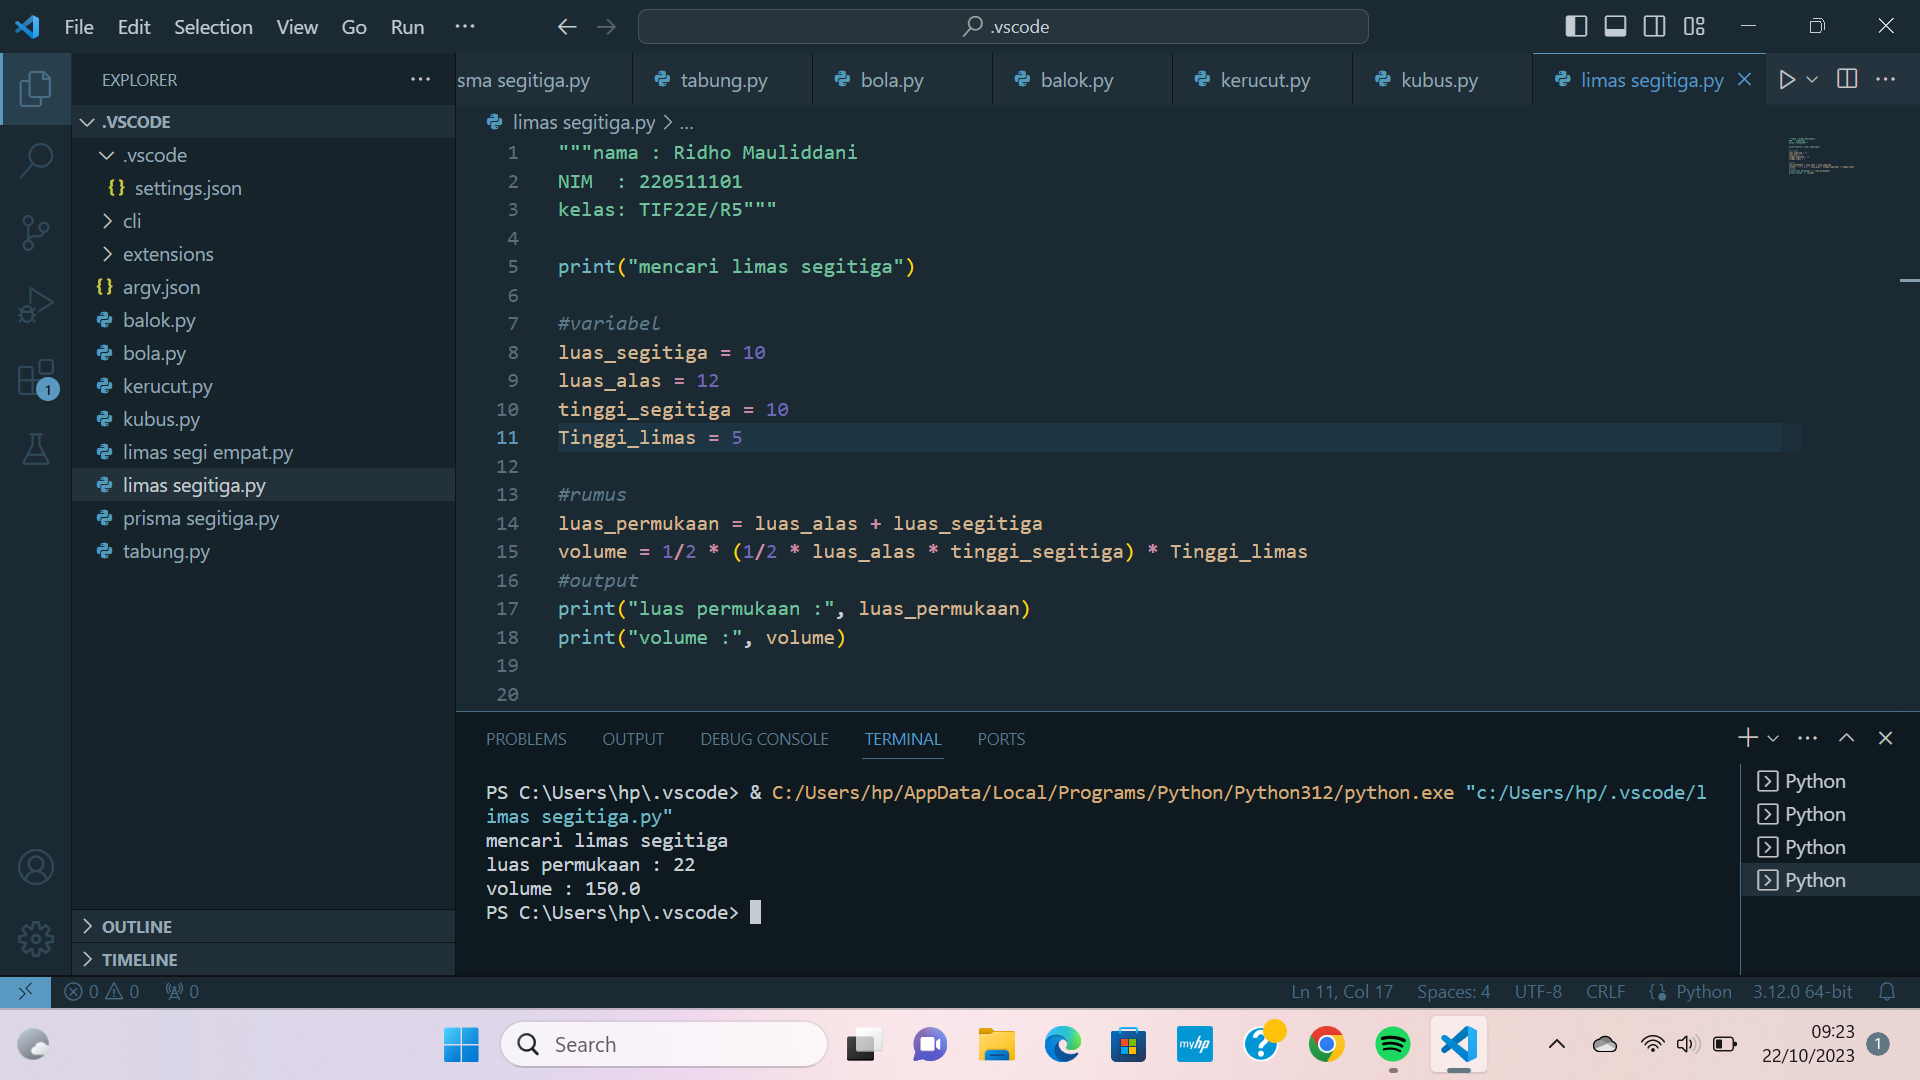 File Edit Selection View Go Run ...
.vscode
EXPLORER
.VSCODE
.vscode
{} settings.json
cli
extensions
{} argv.json
balok.py
bola.py
kerucut.py
kubus.py
limas segi empat.py
limas segitiga.py
prisma segitiga.py
tabung.py
OUTLINE
TIMELINE
1
sma segitiga.py tabung.py bola.py balok.py kerucut.py kubus.py limas segitiga.py
limas segitiga.py > ...
1 """nama : Ridho Mauliddani
2 NIM  : 220511101
3 kelas: TIF22E/R5"""
4
5 print("mencari limas segitiga")
6
7 #variabel
8 luas_segitiga = 10
9 luas_alas = 12
10 tinggi_segitiga = 10
11 Tinggi_limas = 5
12
13 #rumus
14 luas_permukaan = luas_alas + luas_segitiga
15 volume = 1/2 * (1/2 * luas_alas * tinggi_segitiga) * Tinggi_limas
16 #output
17 print("luas permukaan :", luas_permukaan)
18 print("volume :", volume)
19
20
PROBLEMS OUTPUT DEBUG CONSOLE TERMINAL PORTS
PS C:\Users\hp\.vscode> & C:/Users/hp/AppData/Local/Programs/Python/Python312/python.exe "c:/Users/hp/.vscode/l
imas segitiga.py"
mencari limas segitiga
luas permukaan : 22
volume : 150.0
PS C:\Users\hp\.vscode>
Python
Python
Python
Python
0 0 0 Ln 11, Col 17 Spaces: 4 UTF-8 CRLF Python 3.12.0 64-bit
Search
myhp
09:23
22/10/2023
1